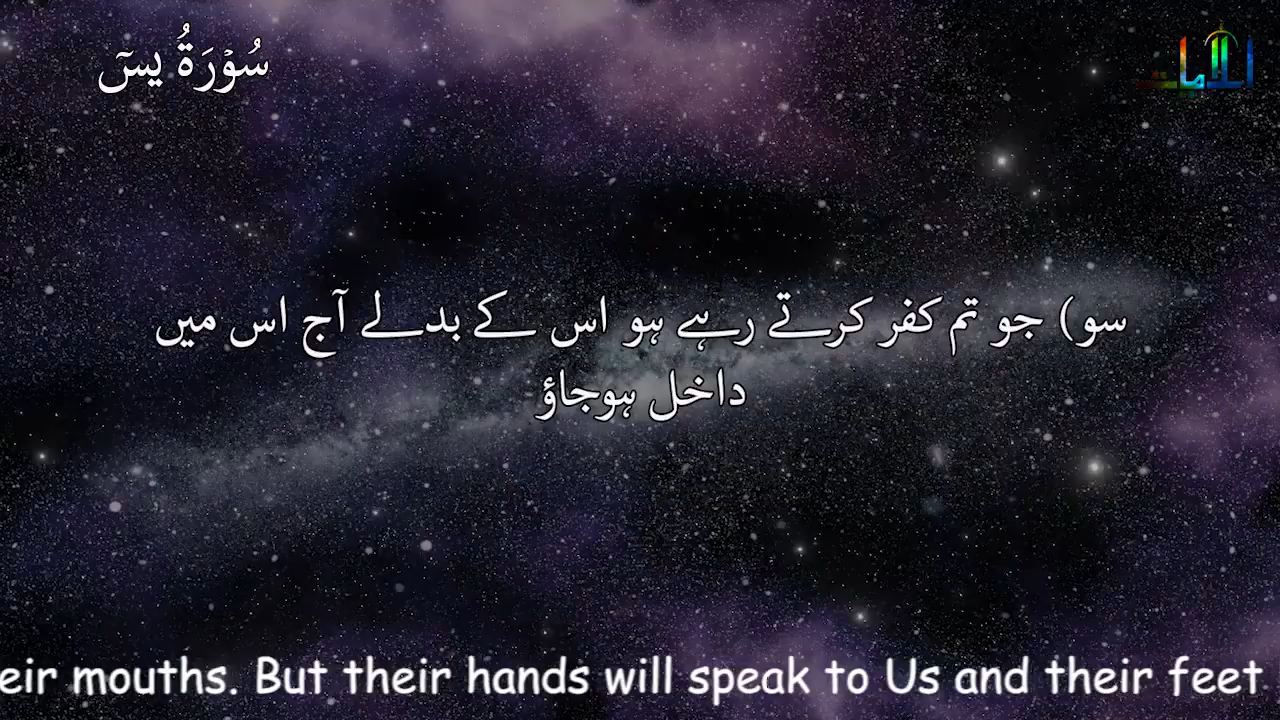 سُوۡرَةُ يسٓ
سو) جو تم کفر کرتے رہے ہو اس کے بدلے آج اس میں
داخل ہوجاؤ
eir mouths. But their hands will speak to Us and their feet